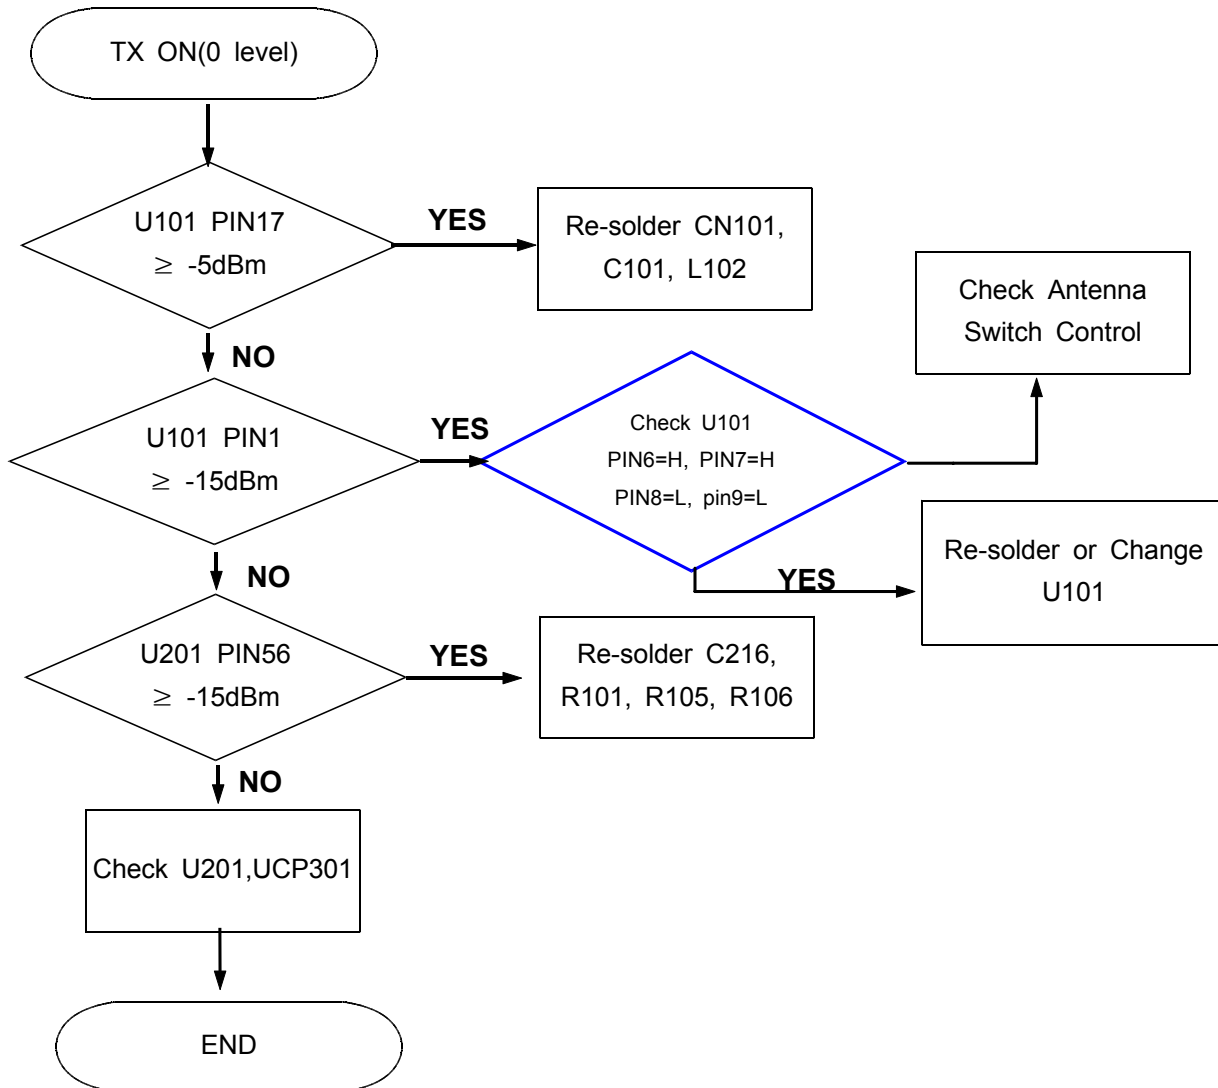 TX ON(0 level)
U101 PIN17
≥ -5dBm
YES
Re-solder CN101,
C101, L102
NO
Check Antenna
Switch Control
U101 PIN1
≥ -15dBm
YES
Check U101
PIN6=H, PIN7=H
PIN8=L, pin9=L
YES
Re-solder or Change
U101
NO
U201 PIN56
≥ -15dBm
YES
Re-solder C216,
R101, R105, R106
NO
Check U201,UCP301
END